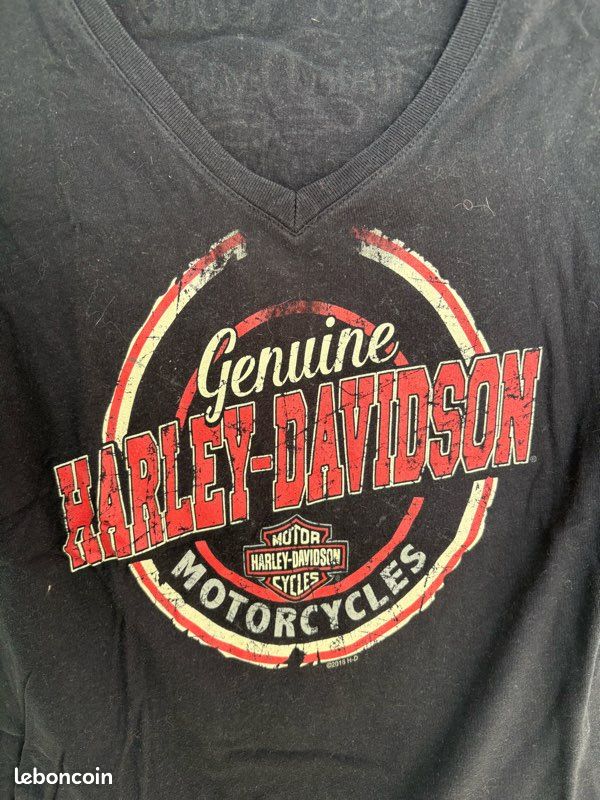 Genuine
HARLEY-DAVIDSON
MOTOR
HARLEY-DAVIDSON
CYCLES
MOTORCYCLES
©2018 H-D
leboncoin